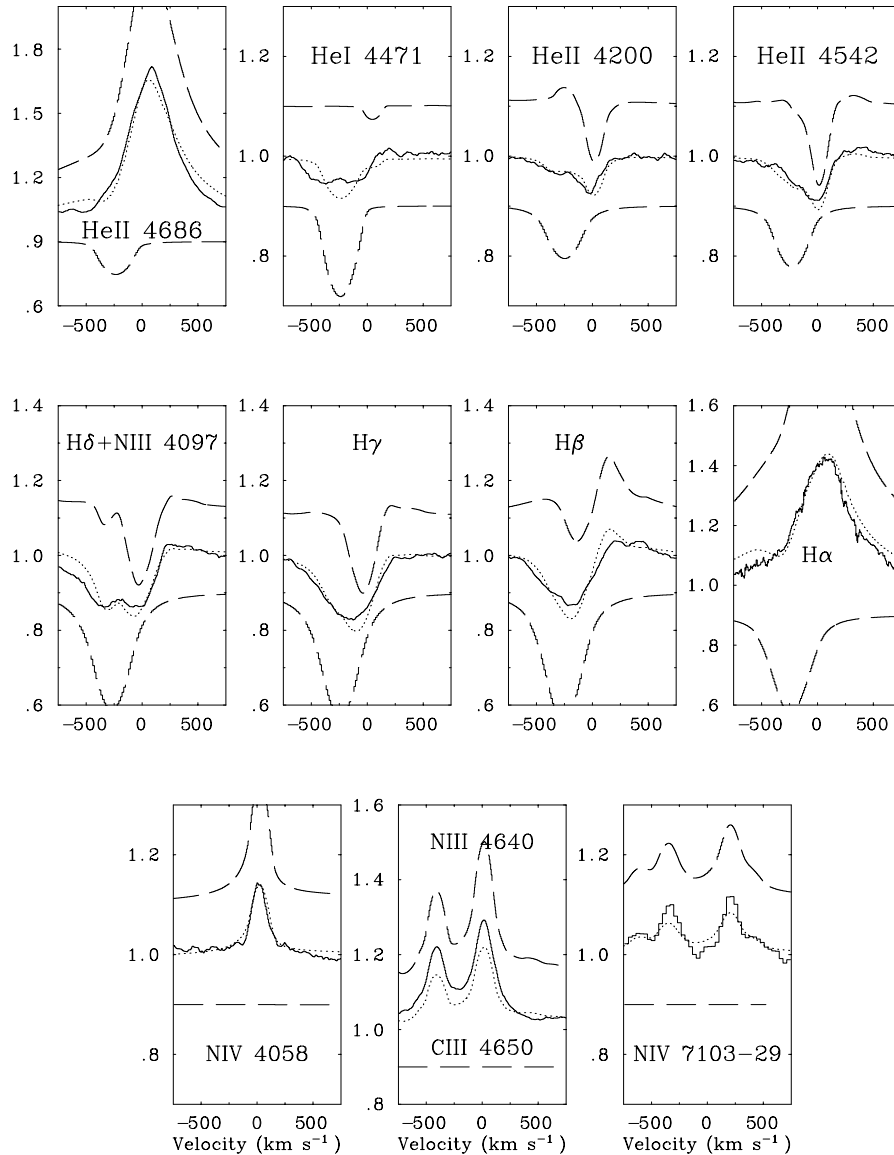 HeII 4686
1.8
1.5
1.2
.9
.6
−500 0 500
HeI 4471
1.2
1.0
.8
−500 0 500
HeII 4200
1.2
1.0
.8
−500 0 500
HeII 4542
1.2
1.0
.8
−500 0 500
Hδ+NIII 4097
1.4
1.2
1.0
.8
.6
−500 0 500
Hγ
1.4
1.2
1.0
.8
.6
−500 0 500
Hβ
1.4
1.2
1.0
.8
.6
−500 0 500
Hα
1.6
1.4
1.2
1.0
.8
.6
−500 0 500
NIV 4058
1.2
1.0
.8
−500 0 500
Velocity (km s⁻¹)
NIII 4640
CIII 4650
1.6
1.4
1.2
1.0
.8
−500 0 500
Velocity (km s⁻¹)
NIV 7103−29
1.2
1.0
.8
−500 0 500
Velocity (km s⁻¹)